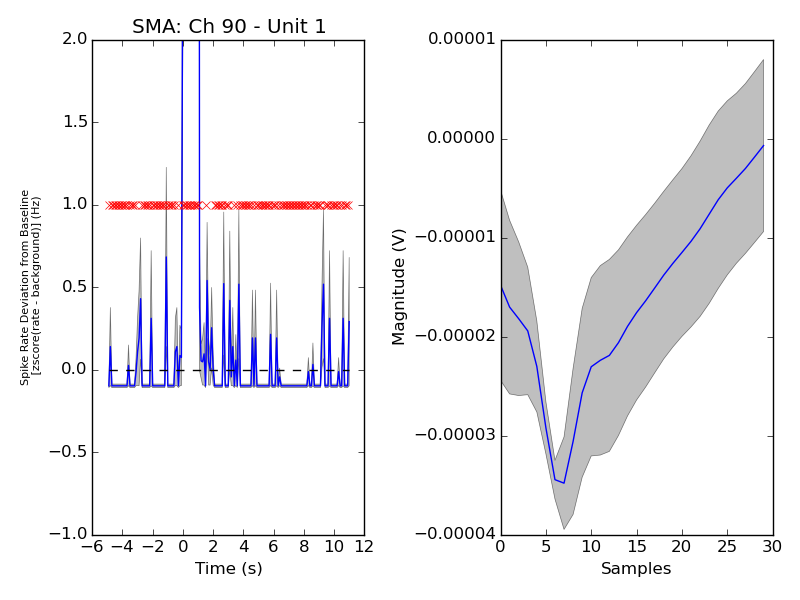 SMA: Ch 90 - Unit 1
2.0
1.5
1.0
0.5
0.0
−0.5
−1.0
−6 −4 −2 0 2 4 6 8 10 12
Time (s)
Spike Rate Deviation from Baseline
[zscore(rate - background)] (Hz)
0.00001
0.00000
−0.00001
−0.00002
−0.00003
−0.00004
0 5 10 15 20 25 30
Samples
Magnitude (V)